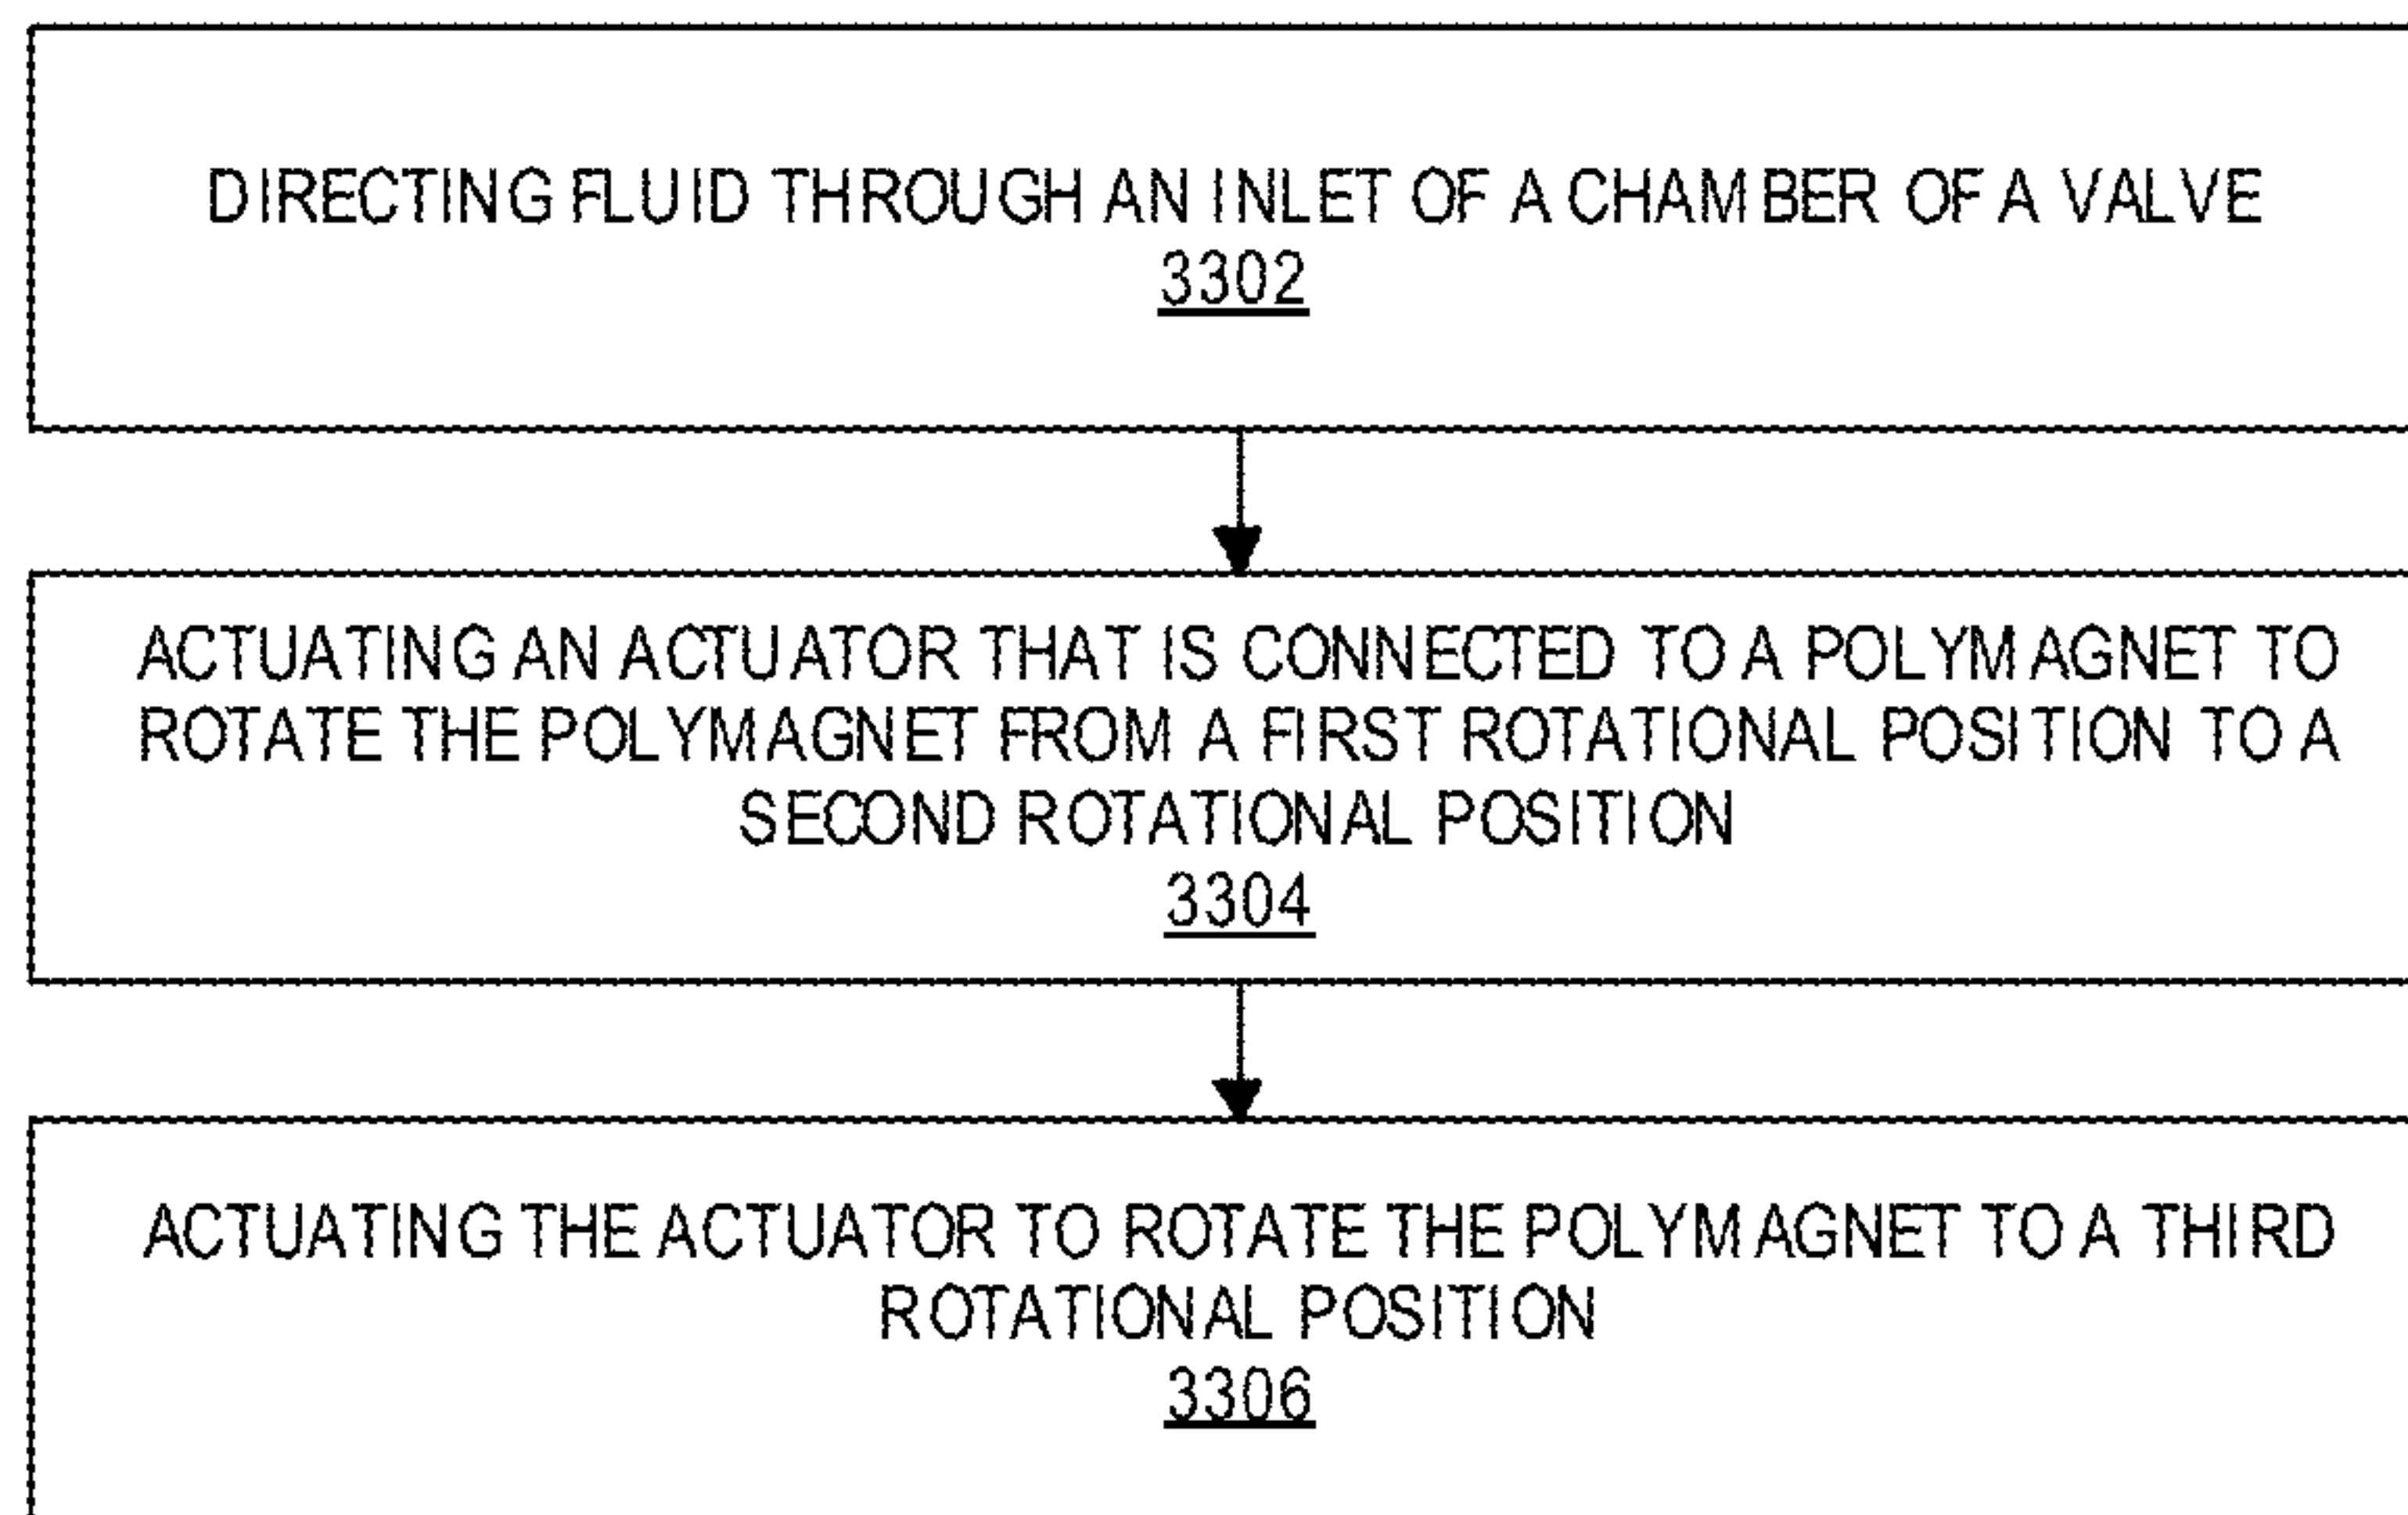 DIRECTING FLUID THROUGH AN INLET OF A CHAMBER OF A VALVE
3302
ACTUATING AN ACTUATOR THAT IS CONNECTED TO A POLYMAGNET TO
ROTATE THE POLYMAGNET FROM A FIRST ROTATIONAL POSITION TO A
SECOND ROTATIONAL POSITION
3304
ACTUATING THE ACTUATOR TO ROTATE THE POLYMAGNET TO A THIRD
ROTATIONAL POSITION
3306